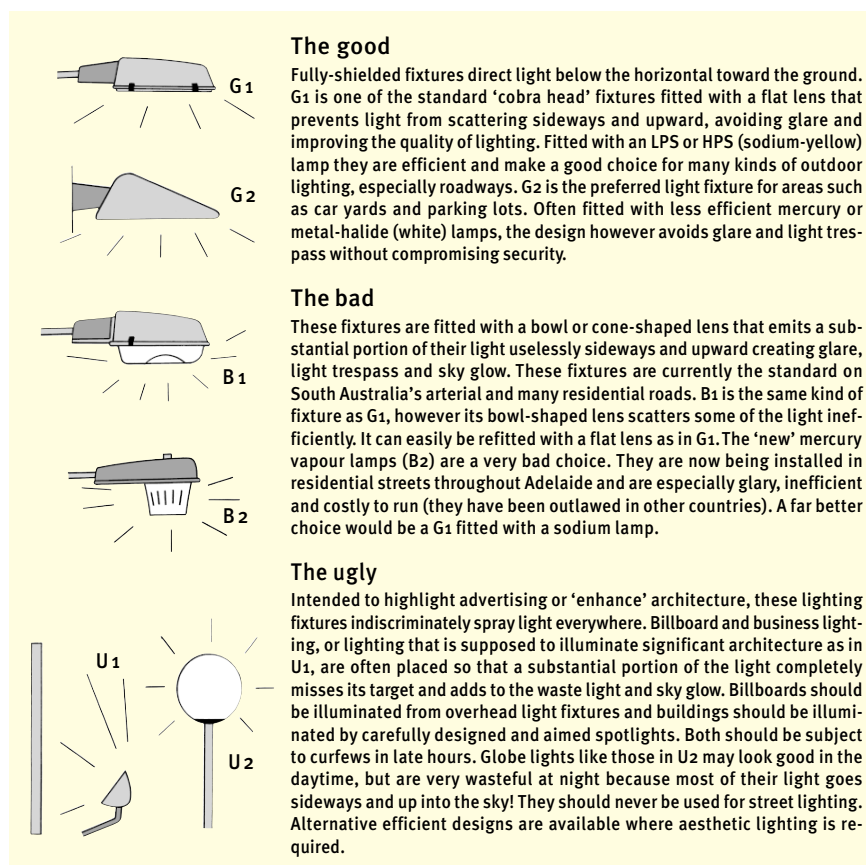 The good
Fully-shielded fixtures direct light below the horizontal toward the ground.
G1 is one of the standard ‘cobra head’ fixtures fitted with a flat lens that
prevents light from scattering sideways and upward, avoiding glare and
improving the quality of lighting. Fitted with an LPS or HPS (sodium-yellow)
lamp they are efficient and make a good choice for many kinds of outdoor
lighting, especially roadways. G2 is the preferred light fixture for areas such
as car yards and parking lots. Often fitted with less efficient mercury or
metal-halide (white) lamps, the design however avoids glare and light tres-
pass without compromising security.
G1
G2
The bad
These fixtures are fitted with a bowl or cone-shaped lens that emits a sub-
stantial portion of their light uselessly sideways and upward creating glare,
light trespass and sky glow. These fixtures are currently the standard on
South Australia’s arterial and many residential roads. B1 is the same kind of
fixture as G1, however its bowl-shaped lens scatters some of the light inef-
ficiently. It can easily be refitted with a flat lens as in G1. The ‘new’ mercury
vapour lamps (B2) are a very bad choice. They are now being installed in
residential streets throughout Adelaide and are especially glary, inefficient
and costly to run (they have been outlawed in other countries). A far better
choice would be a G1 fitted with a sodium lamp.
B1
B2
The ugly
Intended to highlight advertising or ‘enhance’ architecture, these lighting
fixtures indiscriminately spray light everywhere. Billboard and business light-
ing, or lighting that is supposed to illuminate significant architecture as in
U1, are often placed so that a substantial portion of the light completely
misses its target and adds to the waste light and sky glow. Billboards should
be illuminated from overhead light fixtures and buildings should be illumi-
nated by carefully designed and aimed spotlights. Both should be subject
to curfews in late hours. Globe lights like those in U2 may look good in the
daytime, but are very wasteful at night because most of their light goes
sideways and up into the sky! They should never be used for street lighting.
Alternative efficient designs are available where aesthetic lighting is re-
quired.
U1
U2